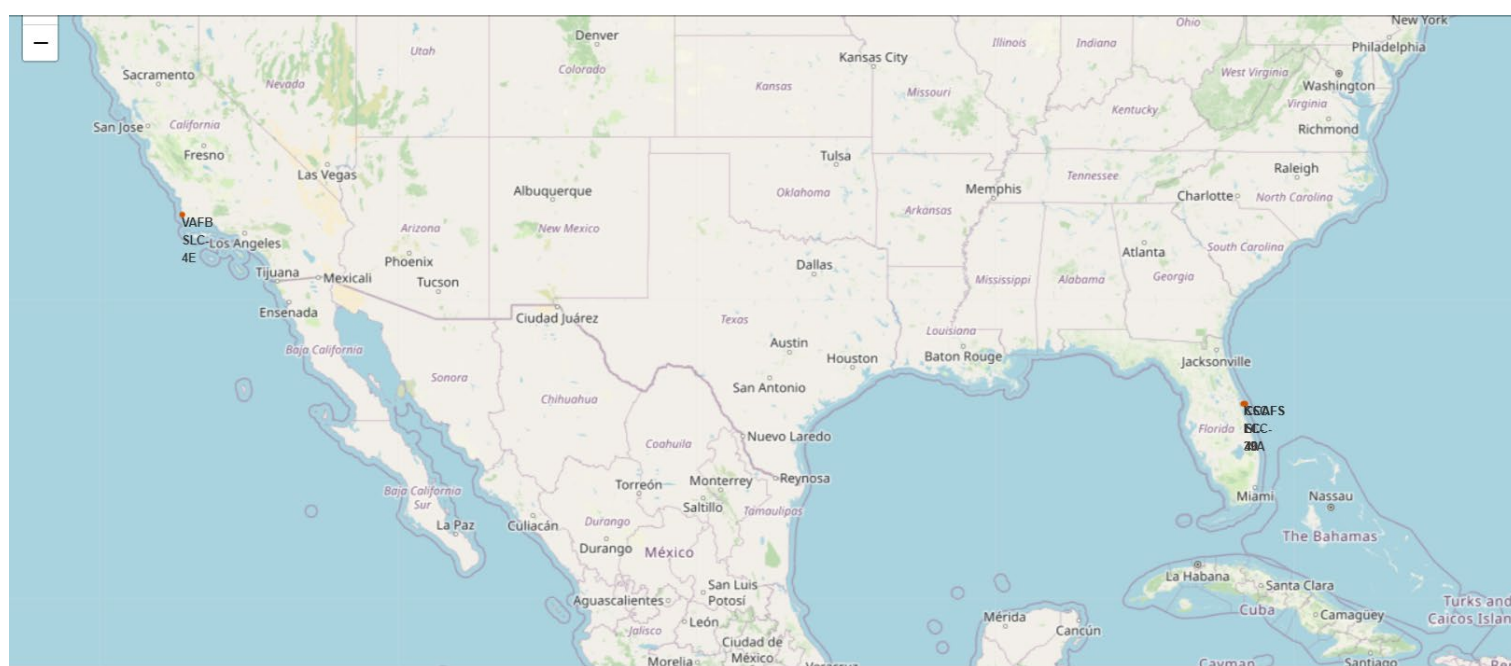 New York
Ohio
Denver
Illinois
Indiana
Philadelphia
Utah
Kansas City
Colorado
Sacramento
West Virginia
Nevada
Kansas
Washington
Missouri
Virginia
Kentucky
San Jose
California
Richmond
Fresno
Tulsa
Raleigh
Las Vegas
Tennessee
Albuquerque
Memphis
Oklahoma
Charlotte
North Carolina
Arkansas
VAFB
SLC-
4E
Arizona
New Mexico
Los Angeles
South Carolina
Atlanta
Phoenix
Dallas
Tijuana
Mexicali
Mississippi
Alabama
Georgia
Tucson
Ensenada
Ciudad Juárez
Texas
Louisiana
Austin
Baja California
Houston
Baton Rouge
Jacksonville
Sonora
San Antonio
Chihuahua
Florida
Nuevo Laredo
Coahuila
Monterrey
Reynosa
Torreón
Baja California
Sur
Saltillo
Tamaulipas
Miami
Nassau
La Paz
Culiacán
Durango
The Bahamas
Durango
México
La Habana
San Luis
Potosí
Santa Clara
Aguascalientes
Turks and
Caicos Islan
Cuba
Camagüey
Mérida
León
Jalisco
Cancún
Ciudad de
México
Morelia
Cayman
Santiago